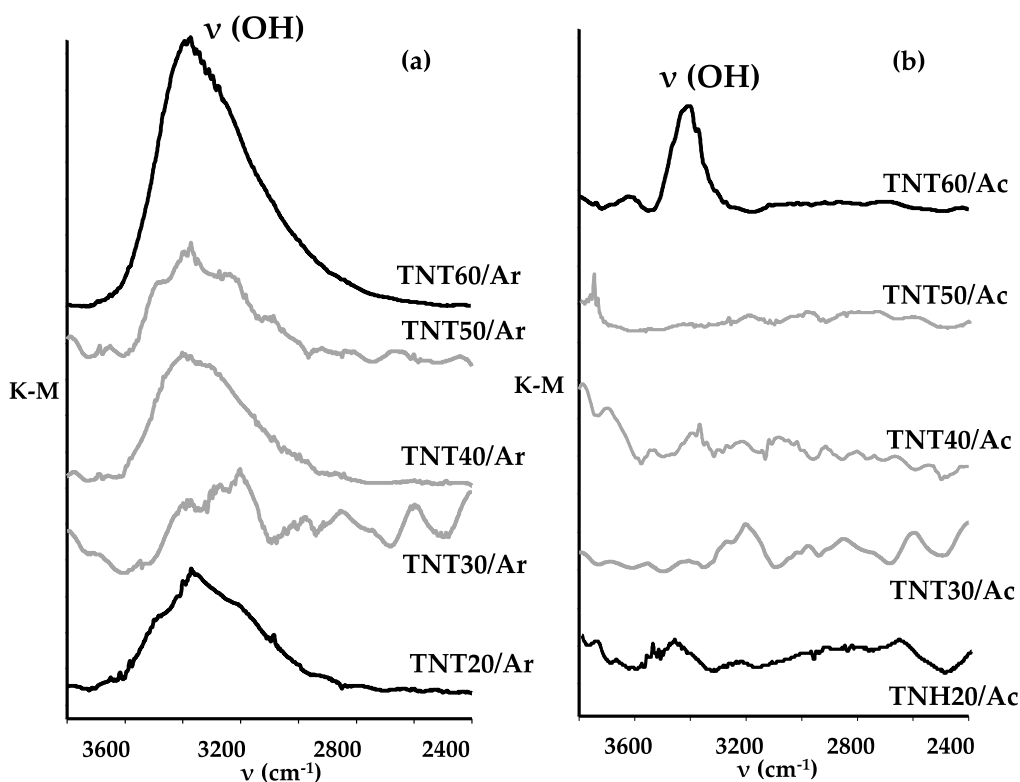 ν (OH)
(a)
TNT60/Ar
TNT50/Ar
K-M
TNT40/Ar
TNT30/Ar
TNT20/Ar
3600 3200 2800 2400
ν (cm-1)
(b)
ν (OH)
TNT60/Ac
TNT50/Ac
K-M
TNT40/Ac
TNT30/Ac
TNH20/Ac
3600 3200 2800 2400
ν (cm-1)